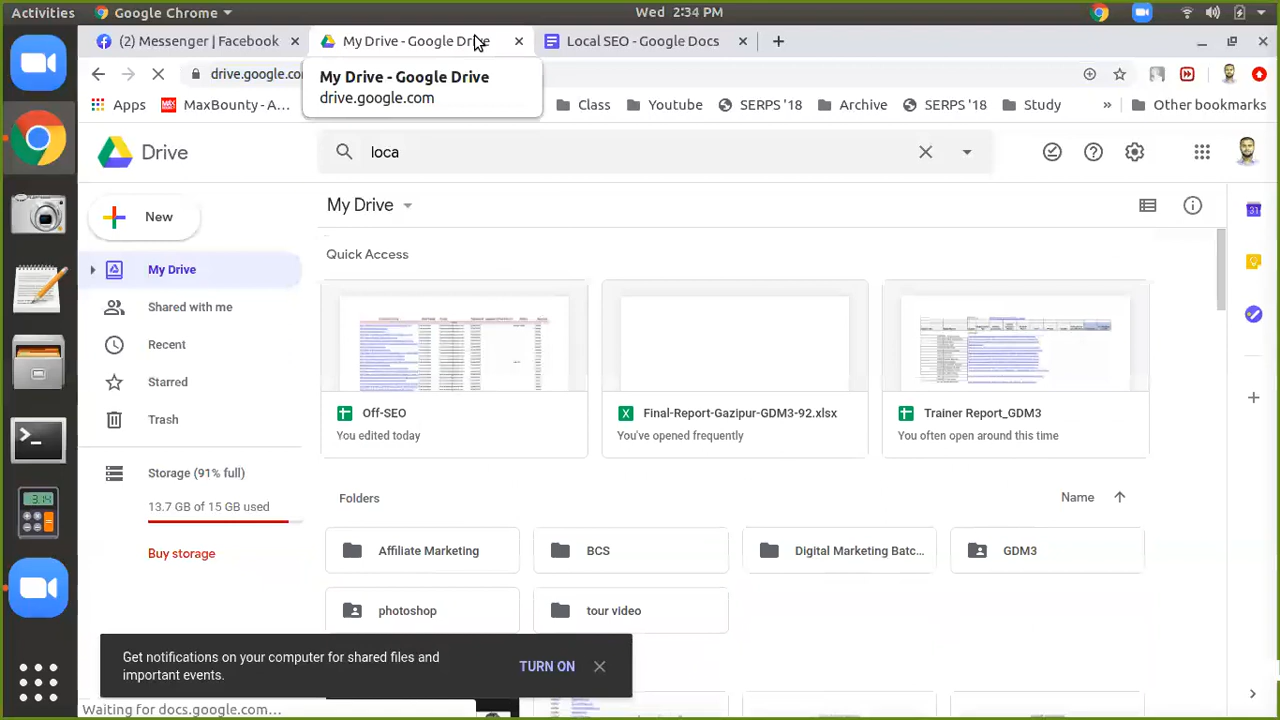 Activities
Google Chrome
Wed 2:34 PM
(2) Messenger | Facebook
My Drive - Google Drive
Local SEO - Google Docs
drive.google.co
My Drive - Google Drive
drive.google.com
Apps
MaxBounty - A...
Class
Youtube
SERPS '18
Archive
SERPS '18
Study
»
Other bookmarks
Drive
loca
New
My Drive
31
My Drive
Shared with me
Recent
Starred
Trash
Storage (91% full)
13.7 GB of 15 GB used
Buy storage
Quick Access
Off-SEO
You edited today
Final-Report-Gazipur-GDM3-92.xlsx
You've opened frequently
Trainer Report_GDM3
You often open around this time
3.14
Folders
Name
Affiliate Marketing
BCS
Digital Marketing Batc...
GDM3
photoshop
tour video
Get notifications on your computer for shared files and
important events.
TURN ON
Waiting for docs.google.com...